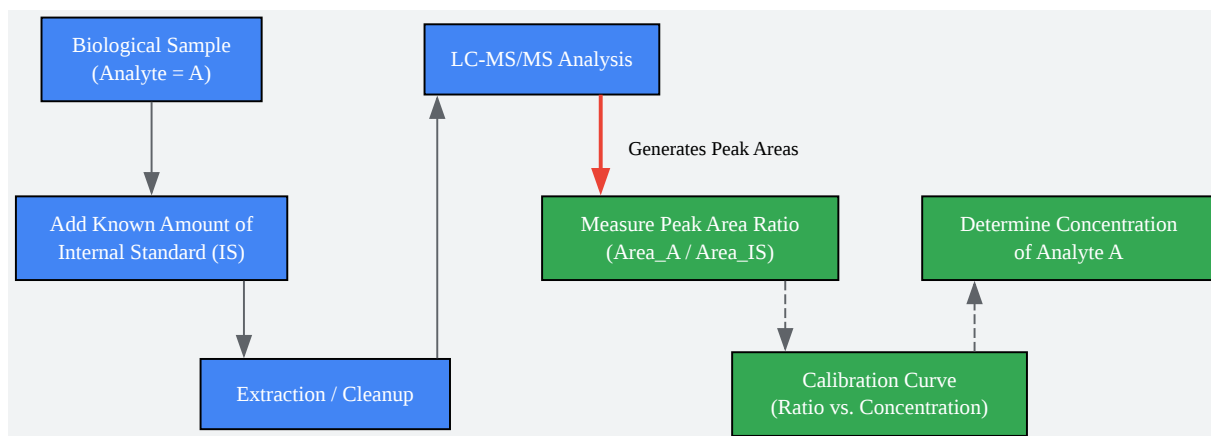 Biological Sample
(Analyte = A)
Add Known Amount of
Internal Standard (IS)
Extraction / Cleanup
LC-MS/MS Analysis
Generates Peak Areas
Measure Peak Area Ratio
(Area_A / Area_IS)
Calibration Curve
(Ratio vs. Concentration)
Determine Concentration
of Analyte A